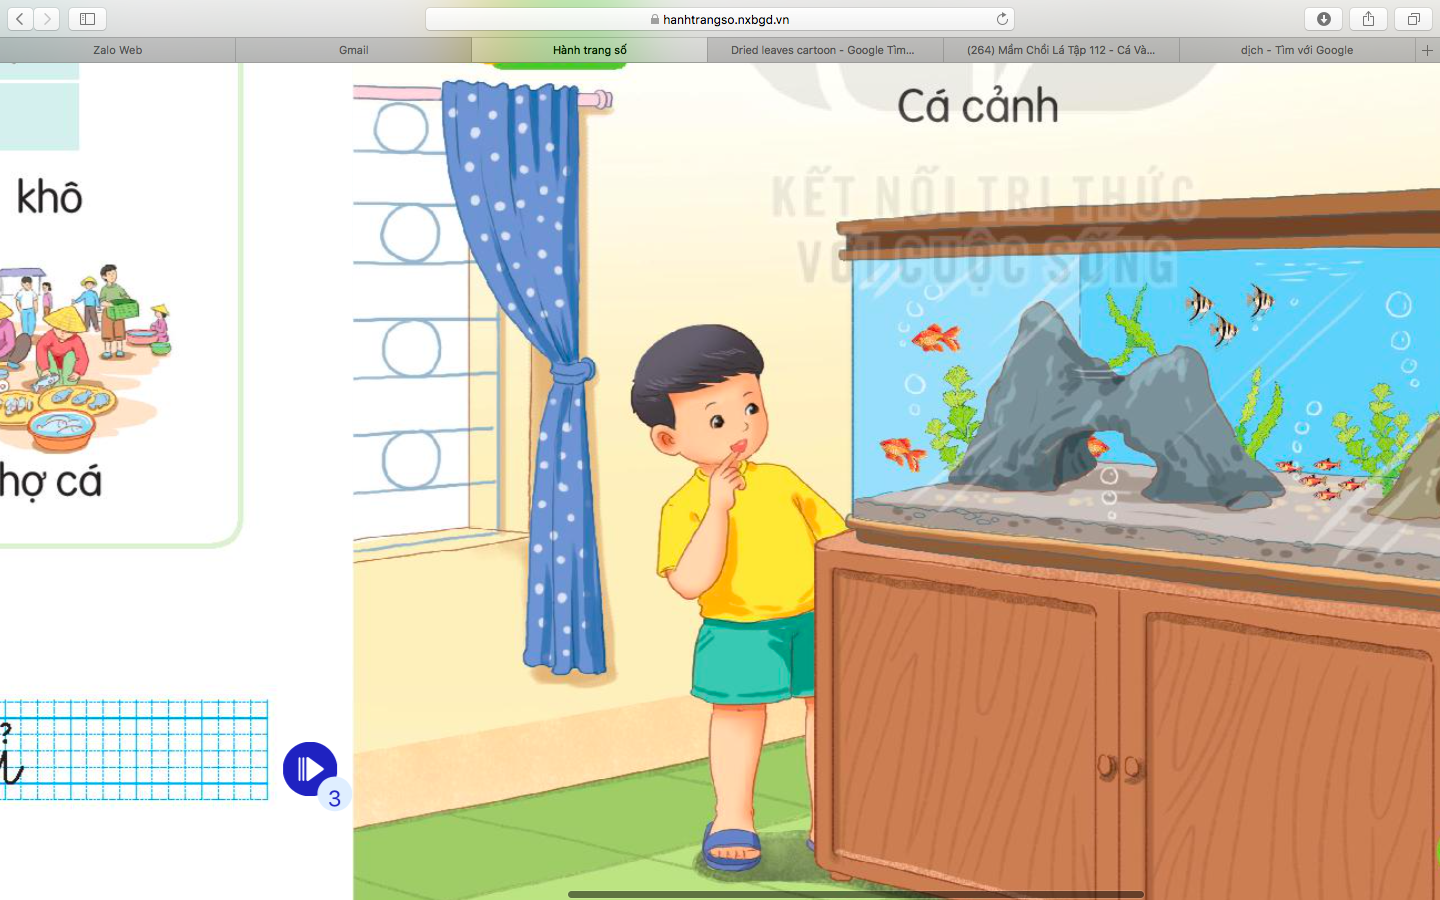 hanhtrangso.nxbgd.vn
Zalo Web
Gmail
Hành trang số
Dried leaves cartoon - Google Tìm...
(264) Mầm Chồi Lá Tập 112 - Cá Và...
dịch - Tìm với Google
khô
hợ cá
3
Cá cảnh
KẾT NỐI TRI THỨC
VỚI CUỘC SỐNG